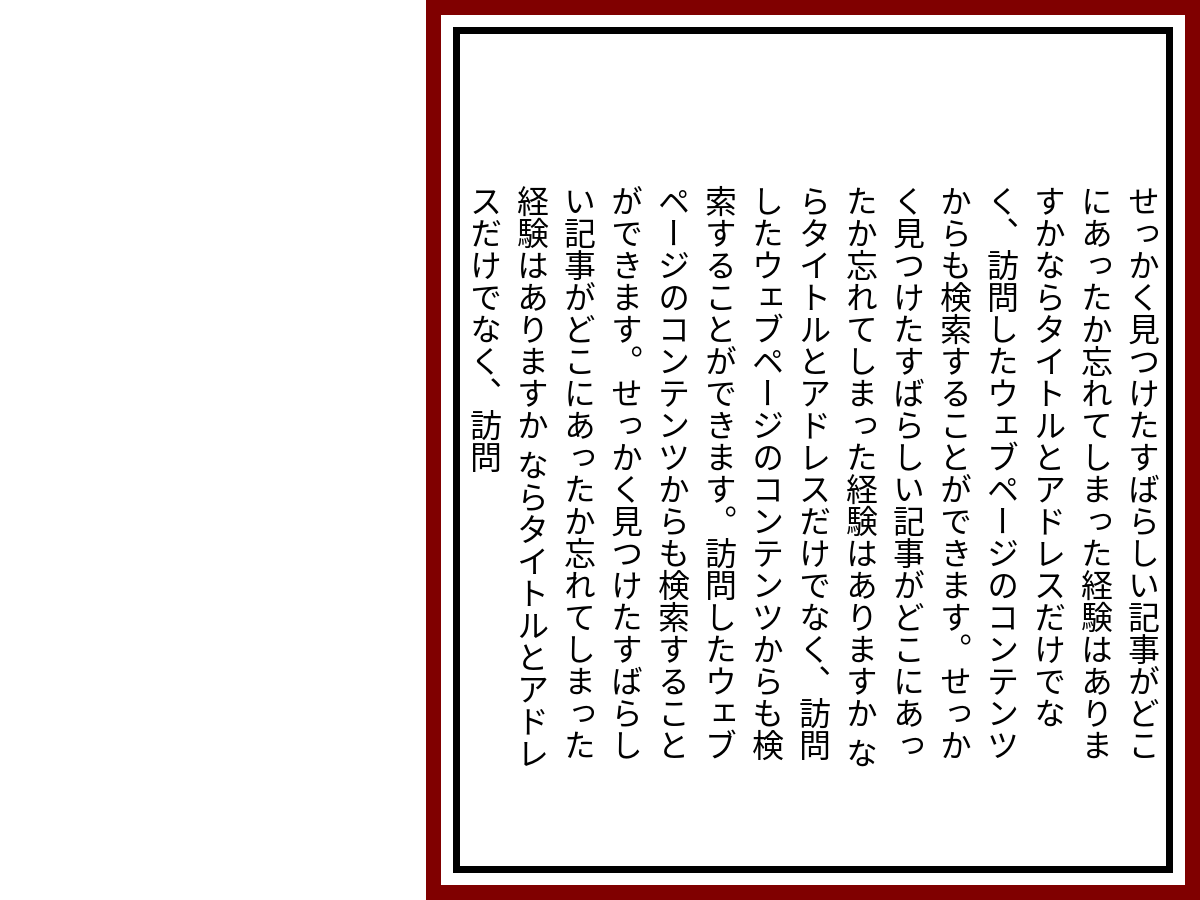 せっかく見つけたすばらしい記事がどこ
にあったか忘れてしまった経験はありま
すかならタイトルとアドレスだけでな
く、訪問したウェブページのコンテンツ
からも検索することができます。せっか
く見つけたすばらしい記事がどこにあっ
たか忘れてしまった経験はありますか な
らタイトルとアドレスだけでなく、訪問
したウェブページのコンテンツからも検
索することができます。訪問したウェブ
ページのコンテンツからも検索すること
ができます。せっかく見つけたすばらし
い記事がどこにあったか忘れてしまった
経験はありますか ならタイトルとアドレ
スだけでなく、訪問